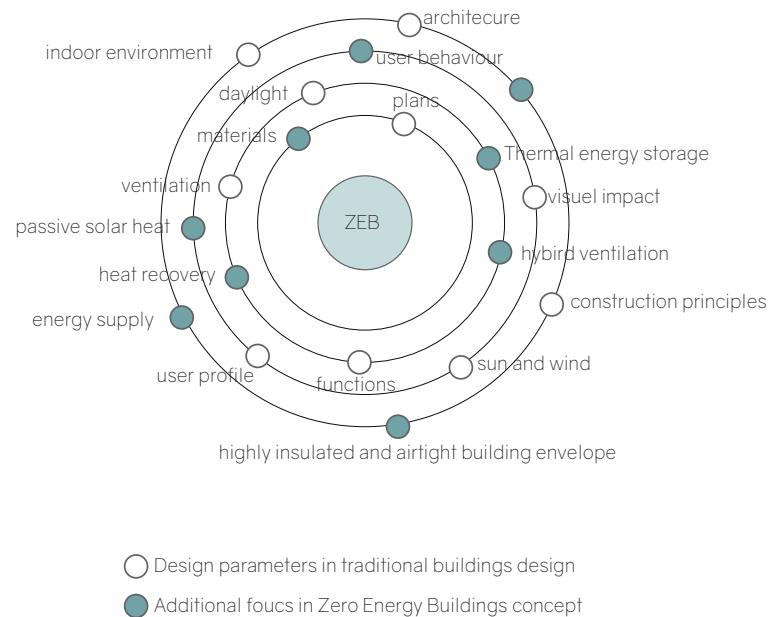 architecure
indoor environment
user behaviour
daylight
plans
materials
Thermal energy storage
ventilation
visuel impact
passive solar heat
ZEB
hybird ventilation
heat recovery
construction principles
energy supply
sun and wind
user profile
functions
highly insulated and airtight building envelope
Design parameters in traditional buildings design
Additional foucs in Zero Energy Buildings concept